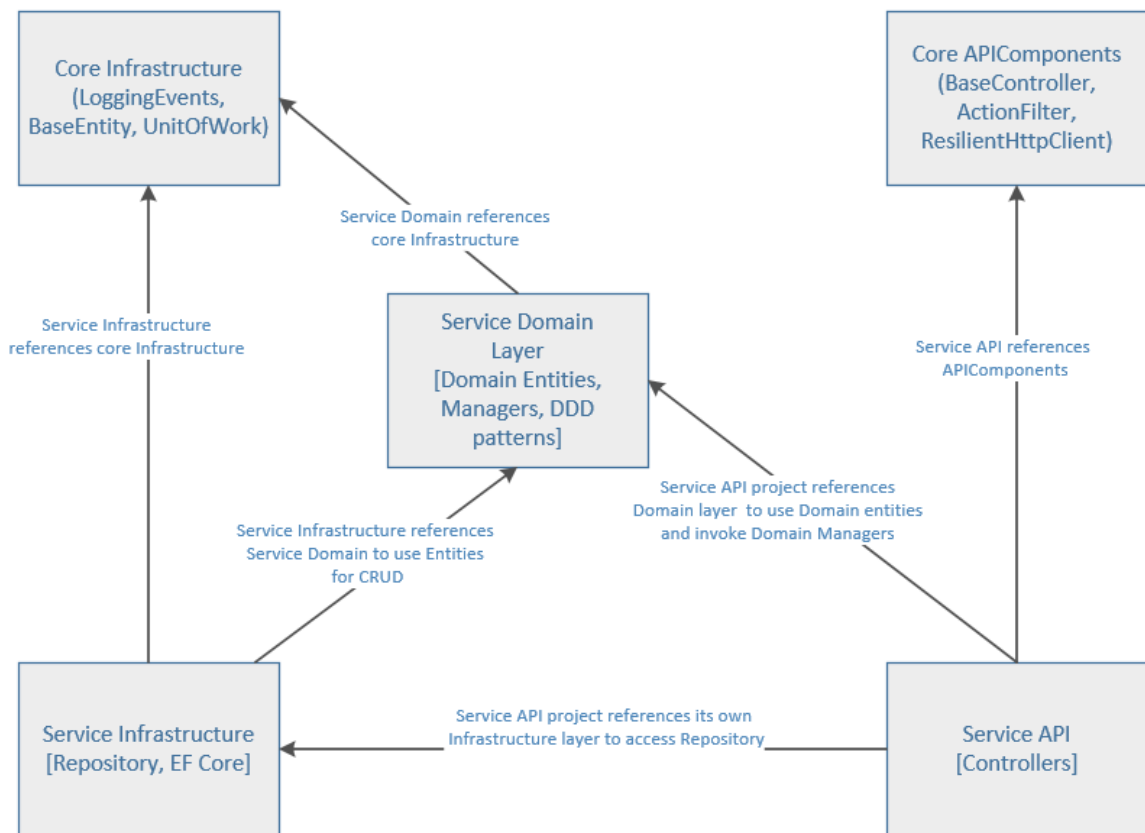 Core Infrastructure
(LoggingEvents,
BaseEntity, UnitOfWork)
Core APIComponents
(BaseController,
ActionFilter,
ResilientHttpClient)
Service Domain references
core Infrastructure
Service Infrastructure
references core Infrastructure
Service Domain
Layer
[Domain Entities,
Managers, DDD
patterns]
Service API references
APIComponents
Service API project references
Domain layer to use Domain entities
and invoke Domain Managers
Service Infrastructure references
Service Domain to use Entities
for CRUD
Service Infrastructure
[Repository, EF Core]
Service API project references its own
Infrastructure layer to access Repository
Service API
[Controllers]